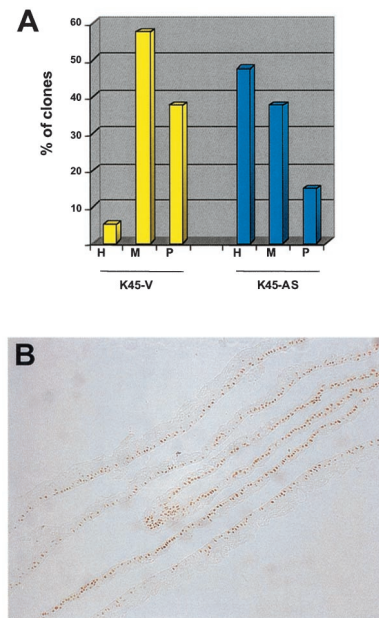 A
% of clones
60
50
40
30
20
10
H M P H M P
K45-V K45-AS
B